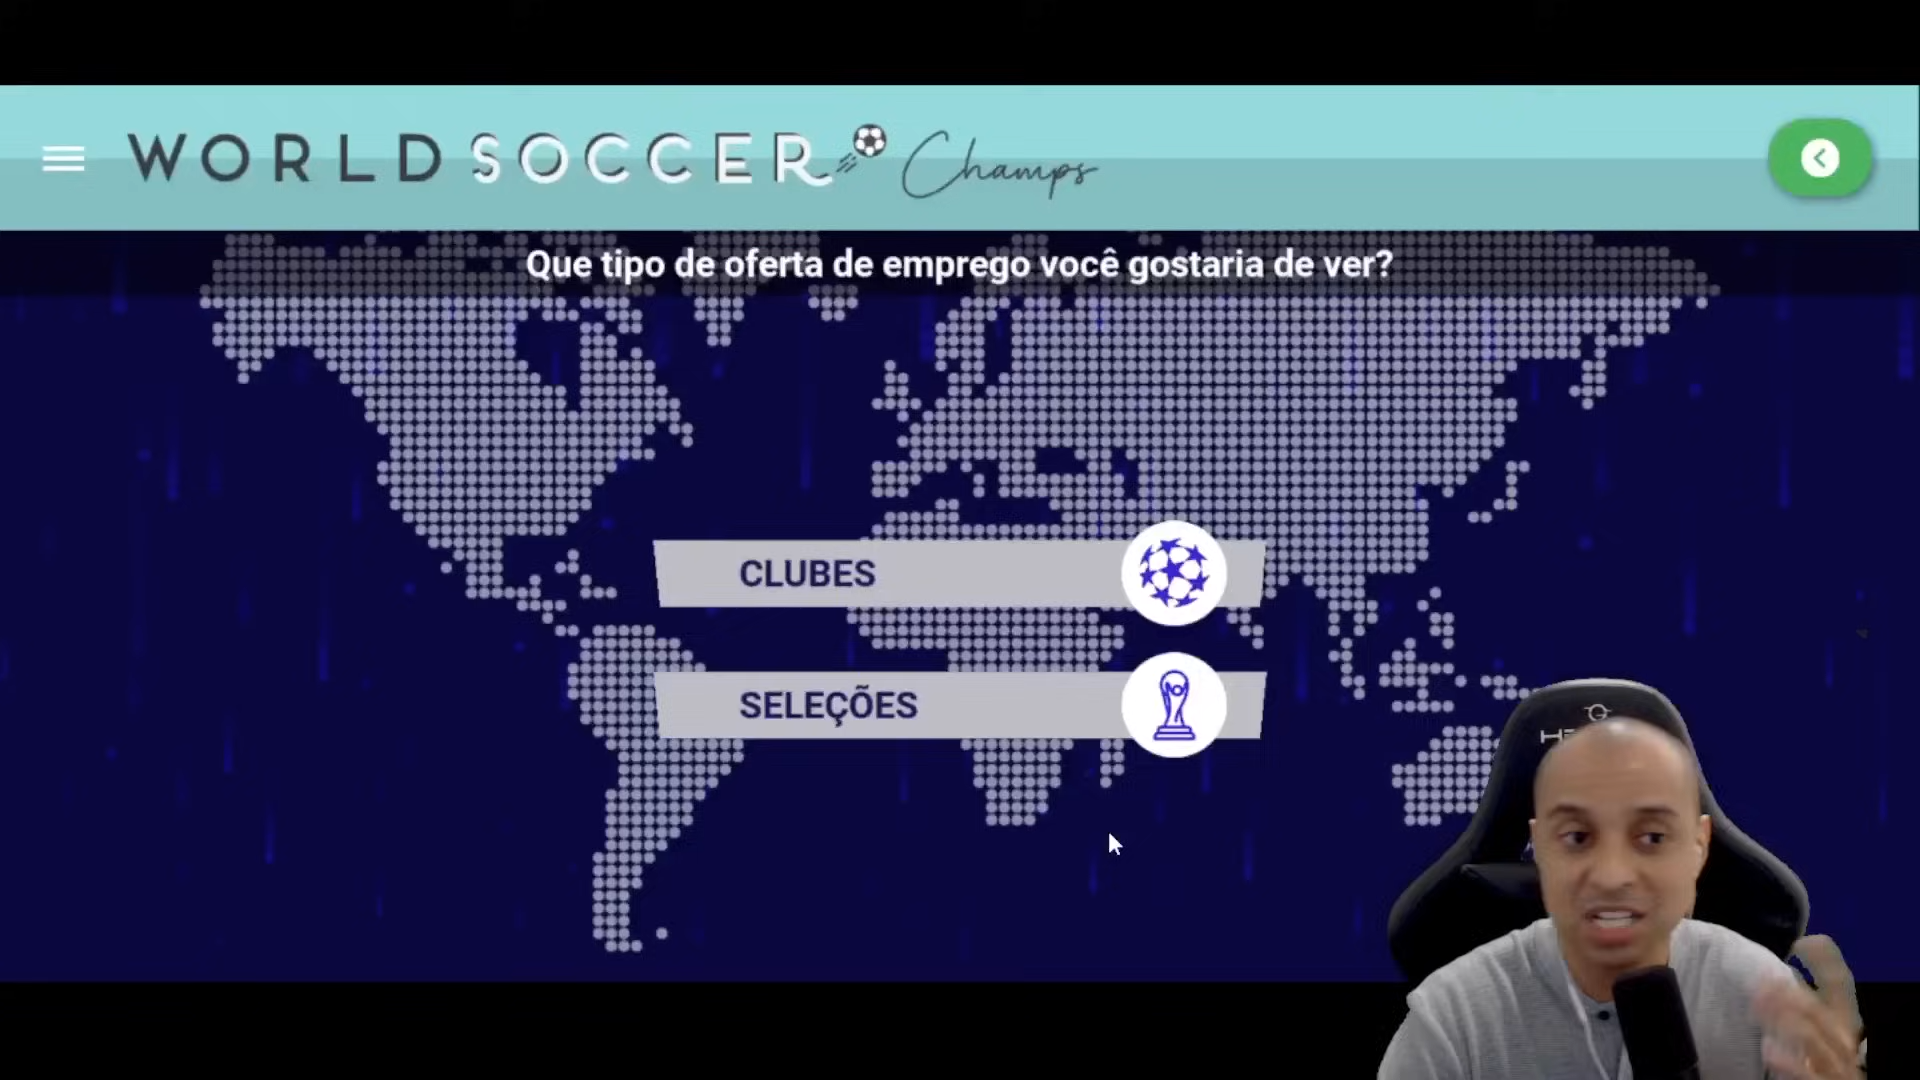 WORLD SOCCER Champs
Que tipo de oferta de emprego você gostaria de ver?
CLUBES
SELEÇÕES